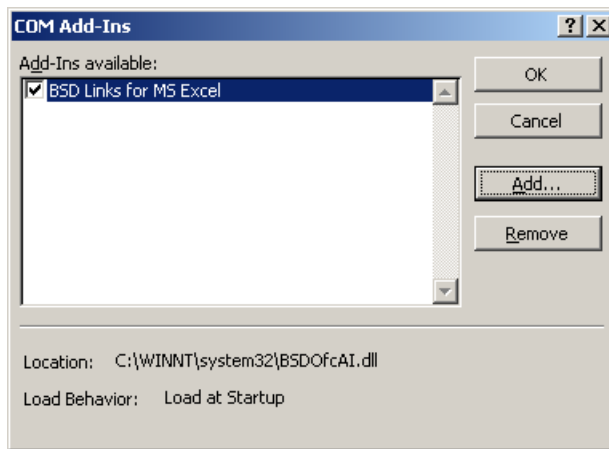 COM Add-Ins
Add-Ins available:
BSD Links for MS Excel
OK
Cancel
Add...
Remove
Location: C:\WINNT\system32\BSDOfcAI.dll
Load Behavior: Load at Startup